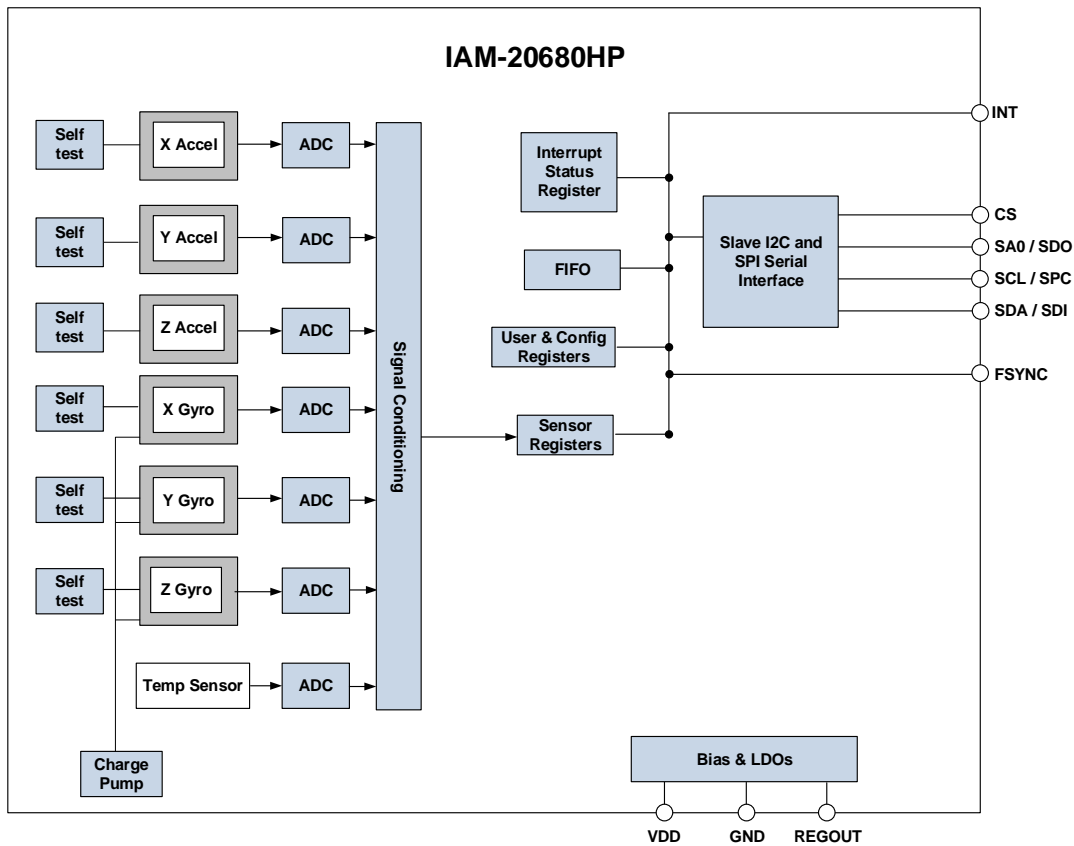 IAM-20680HP
Self
test
X Accel
ADC
Self
test
Y Accel
ADC
Self
test
Z Accel
ADC
Self
test
X Gyro
ADC
Self
test
Y Gyro
ADC
Self
test
Z Gyro
ADC
Temp Sensor
ADC
Charge
Pump
Signal Conditioning
Interrupt
Status
Register
FIFO
User & Config
Registers
Sensor
Registers
Slave I2C and
SPI Serial
Interface
INT
CS
SA0 / SDO
SCL / SPC
SDA / SDI
FSYNC
Bias & LDOs
VDD
GND
REGOUT